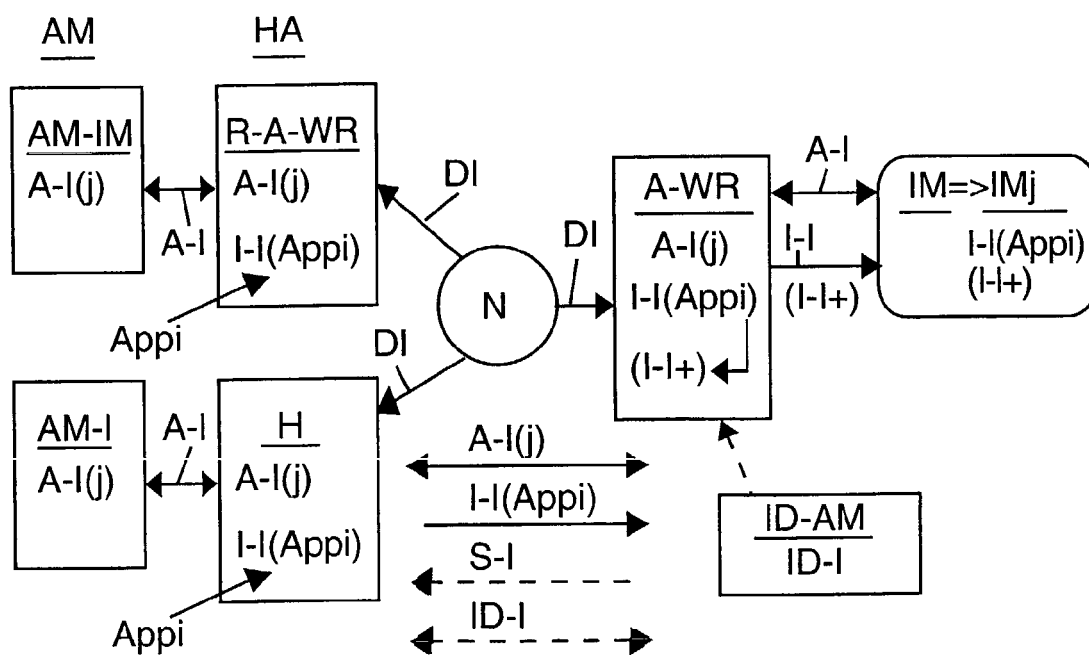 AM
HA
AM-IM
A-I(j)
A-I
R-A-WR
A-I(j)
I-I(Appi)
Appi
DI
N
DI
DI
A-WR
A-I(j)
I-I(Appi)
(I-I+)
A-I
I-I
(I-I+)
IM=>IMj
I-I(Appi)
(I-I+)
AM-I
A-I(j)
A-I
H
A-I(j)
I-I(Appi)
Appi
A-I(j)
I-I(Appi)
S-I
ID-I
ID-AM
ID-I